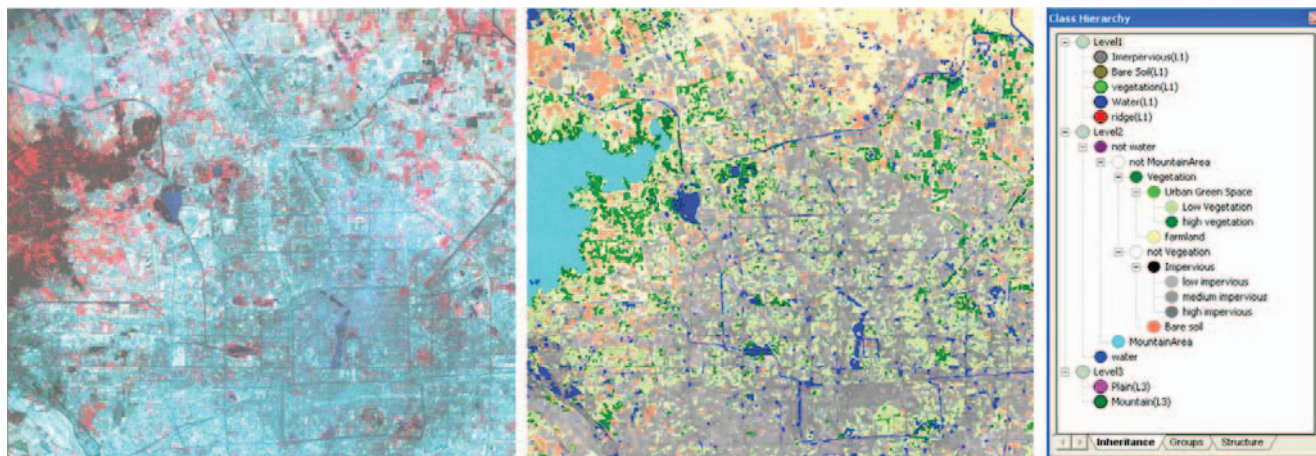 Class Hierarchy
Level1
Imerpervious(L1)
Bare Soil(L1)
vegetation(L1)
Water(L1)
ridge(L1)
Level2
not water
not MountainArea
Vegetation
Urban Green Space
Low Vegetation
high vegetation
farmland
not Vegeation
Impervious
low impervious
medium impervious
high impervious
Bare soil
MountainArea
water
Level3
Plain(L3)
Mountain(L3)
Inheritance Groups Structure